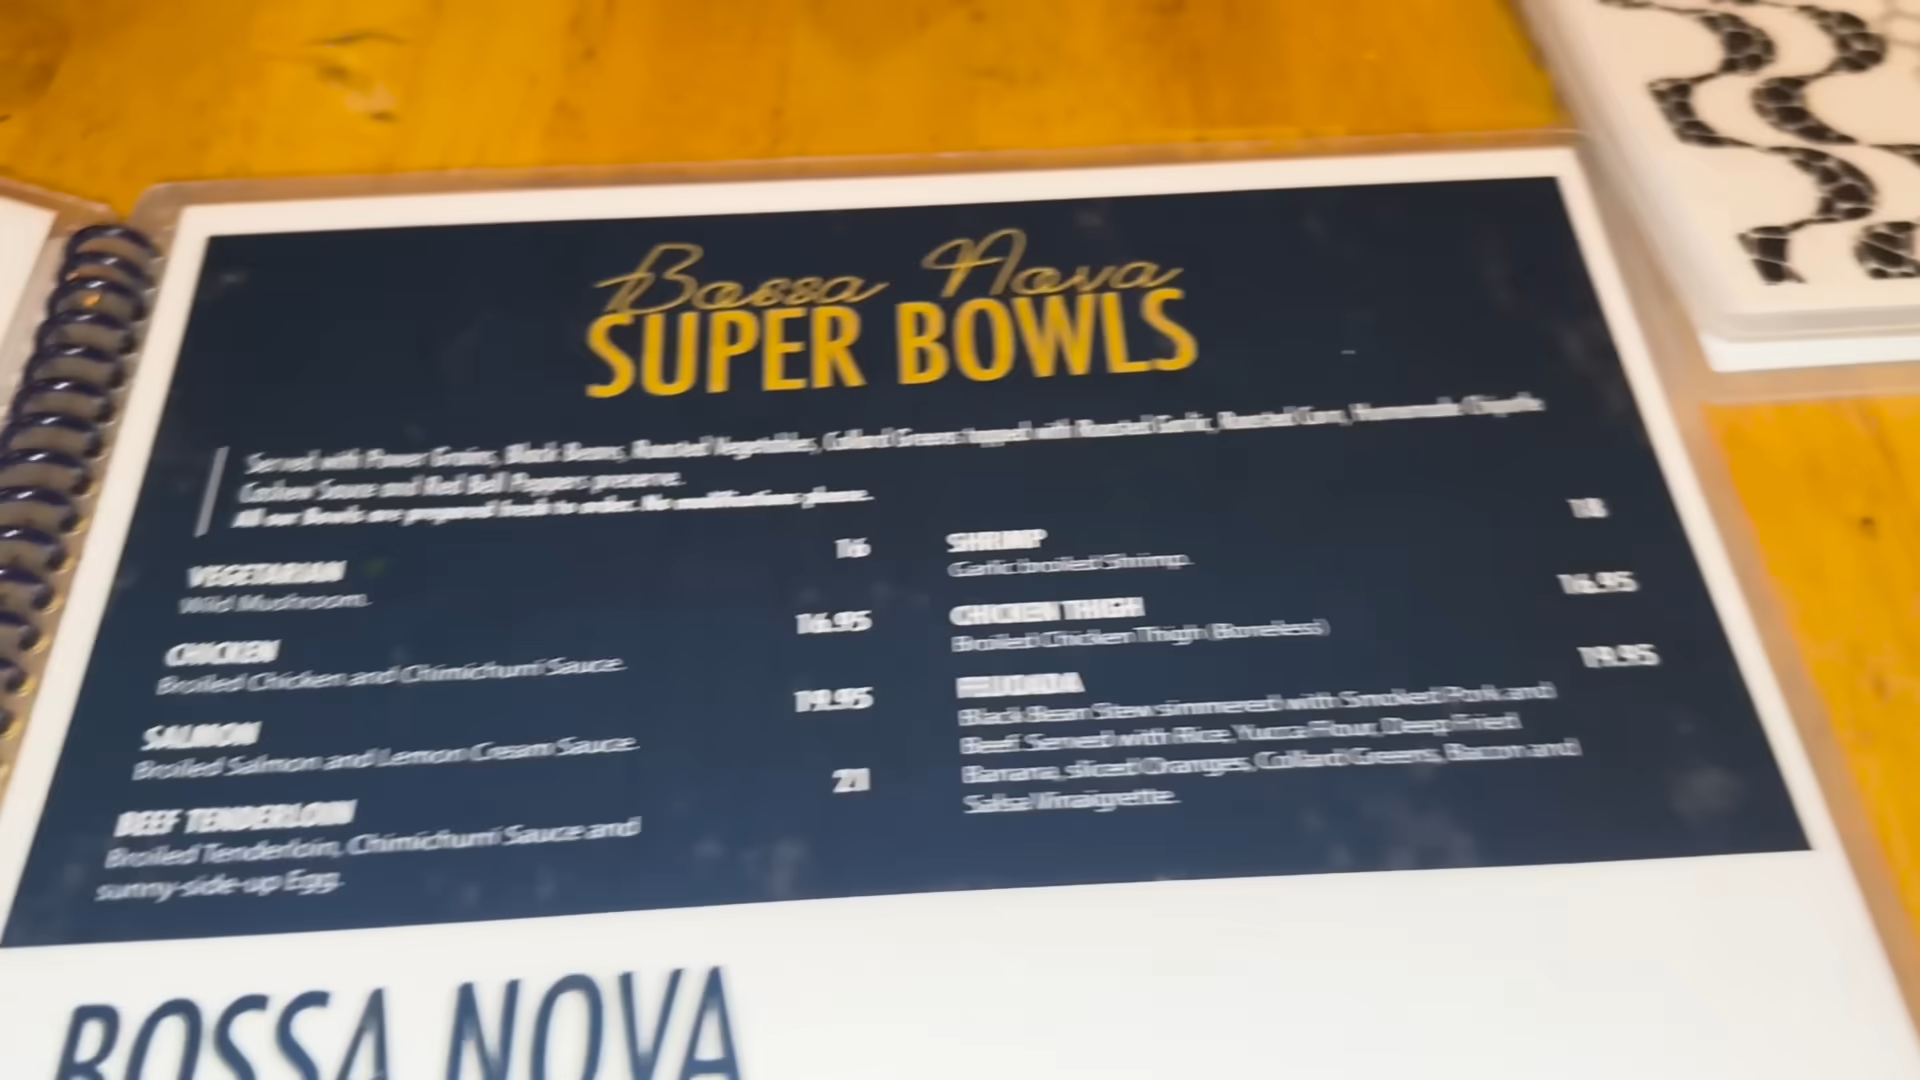 Bossa Nova
SUPER BOWLS
Served with Power Grains, Black Beans, Roasted Vegetables, Collard Greens topped with Roasted Garlic, Roasted Corn, Homemade Chipotle
Cashew Sauce and Red Bell Peppers preserve.
All our Bowls are prepared fresh to order. No modifications please.
VEGETARIAN 16
Wild Mushroom.
CHICKEN 16.95
Broiled Chicken and Chimichurri Sauce.
SALMON 19.95
Broiled Salmon and Lemon Cream Sauce.
BEEF TENDERLOIN 21
Broiled Tenderloin, Chimichurri Sauce and
sunny-side-up Egg.
SHRIMP 18
Garlic broiled Shrimp.
CHICKEN THIGH 16.95
Broiled Chicken Thigh (Boneless)
FEIJOADA 19.95
Black Bean Stew simmered with Smoked Pork and
Beef. Served with Rice, Yucca Flour, Deep Fried
Banana, sliced Oranges, Collard Greens, Bacon and
Salsa Vinaigrette.
BOSSA NOVA